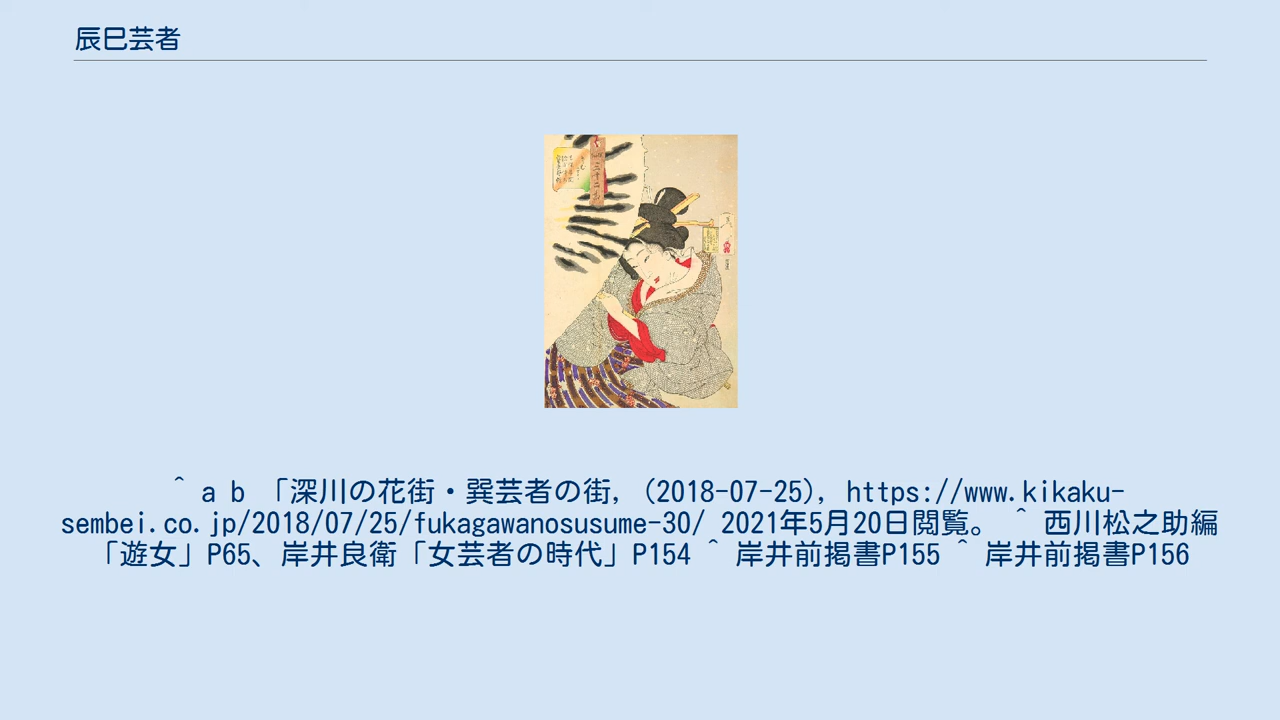 辰巳芸者
^ a b 「深川の花街・巽芸者の街, (2018-07-25), https://www.kikaku-
sembei.co.jp/2018/07/25/fukagawanosusume-30/ 2021年5月20日閲覧。 ^ 西川松之助編
「遊女」P65、岸井良衛「女芸者の時代」P154 ^ 岸井前掲書P155 ^ 岸井前掲書P156